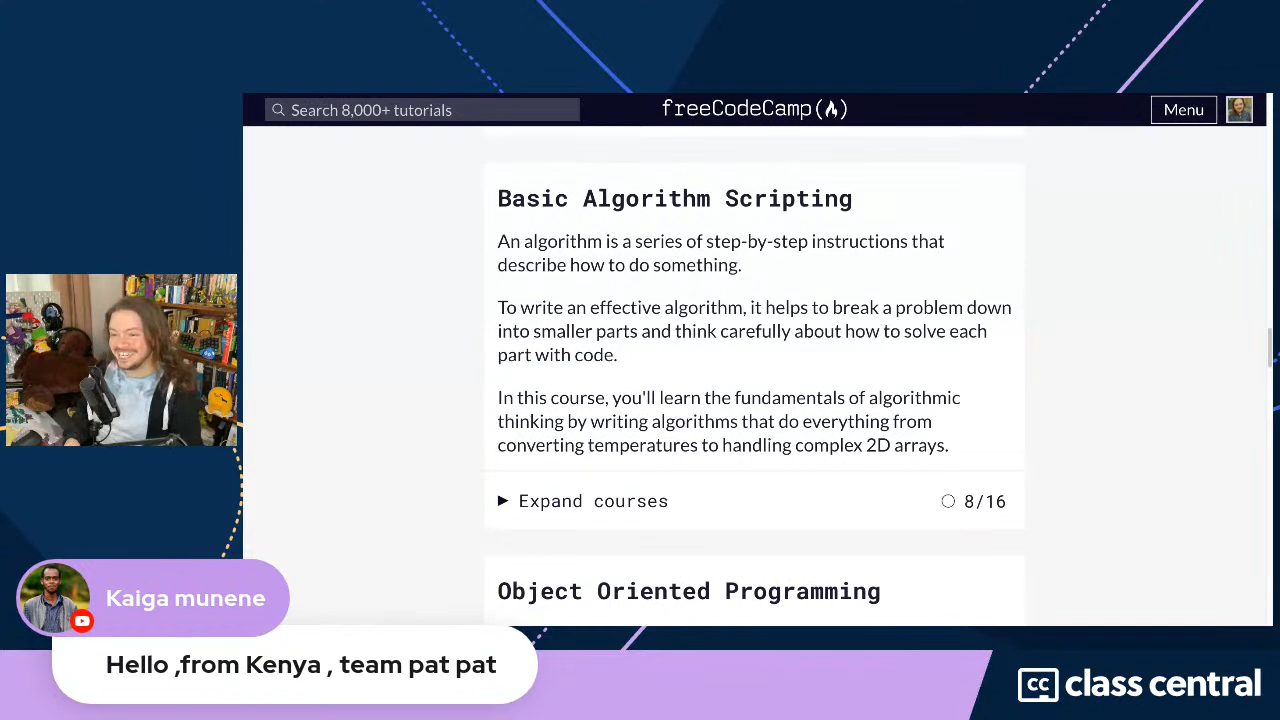 Search 8,000+ tutorials
freeCodeCamp
Menu
Basic Algorithm Scripting
An algorithm is a series of step-by-step instructions that
describe how to do something.
To write an effective algorithm, it helps to break a problem down
into smaller parts and think carefully about how to solve each
part with code.
In this course, you'll learn the fundamentals of algorithmic
thinking by writing algorithms that do everything from
converting temperatures to handling complex 2D arrays.
Expand courses
8/16
Object Oriented Programming
Kaiga munene
Hello ,from Kenya , team pat pat
cc class central